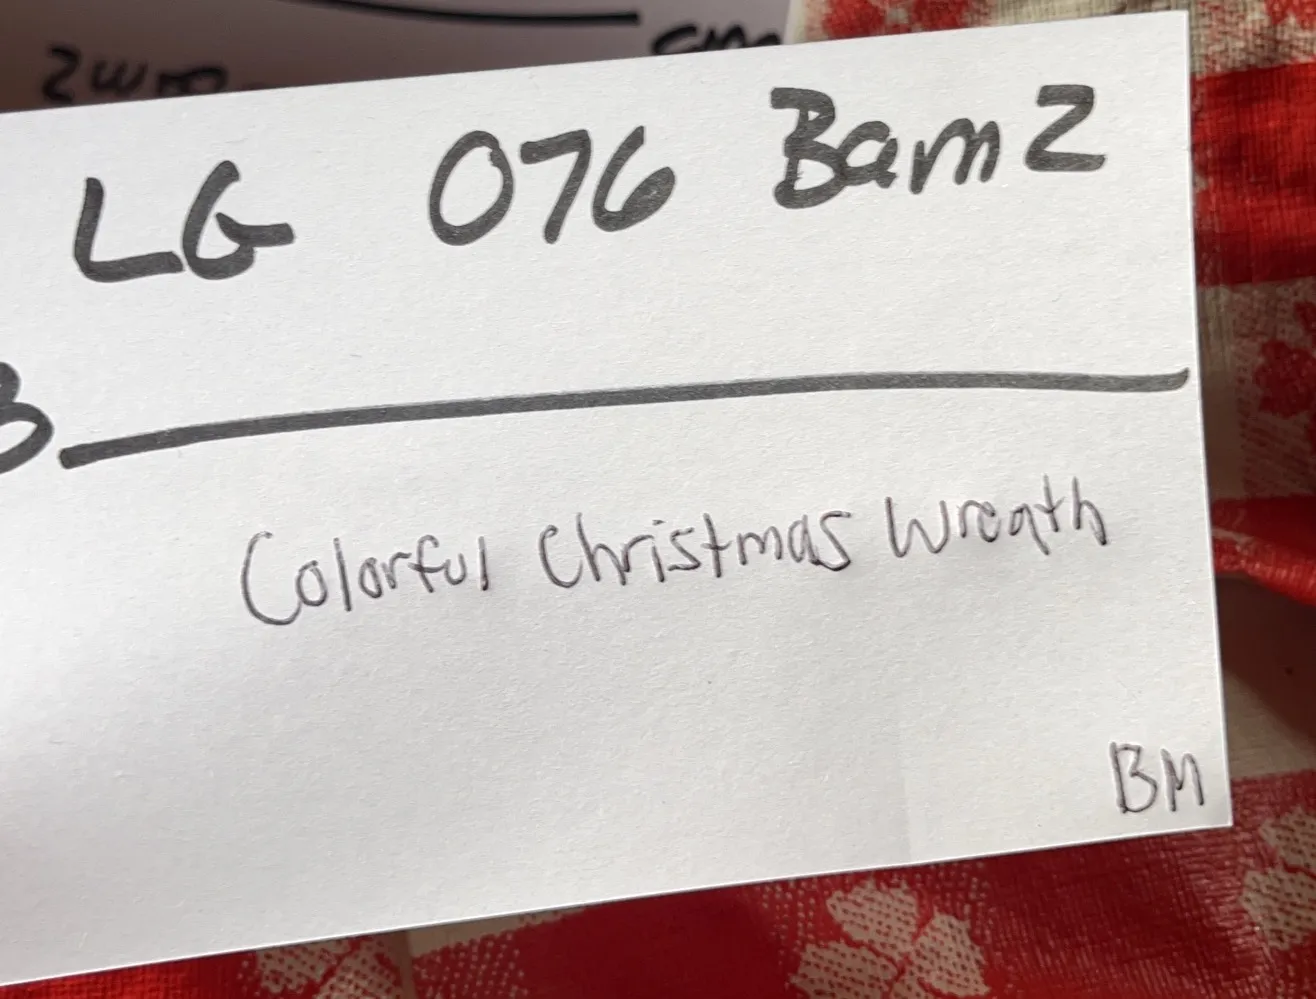 LG 076 Bam2
Colorful Christmas Wreath
BM